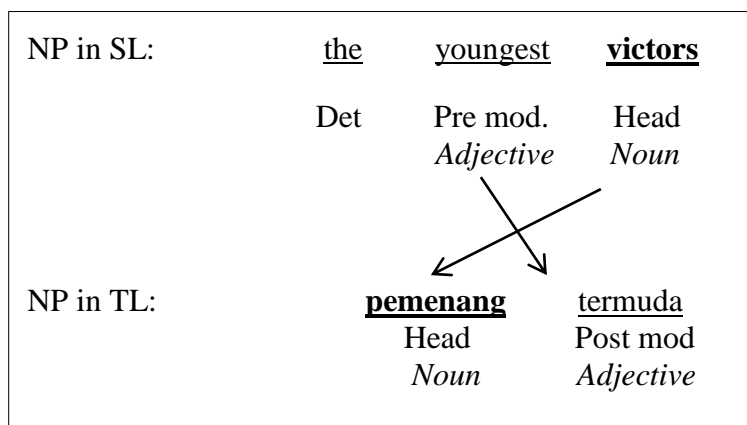 NP in SL: the youngest victors
Det Pre mod. Head
Adjective Noun
NP in TL: pemenang termuda
Head Post mod
Noun Adjective